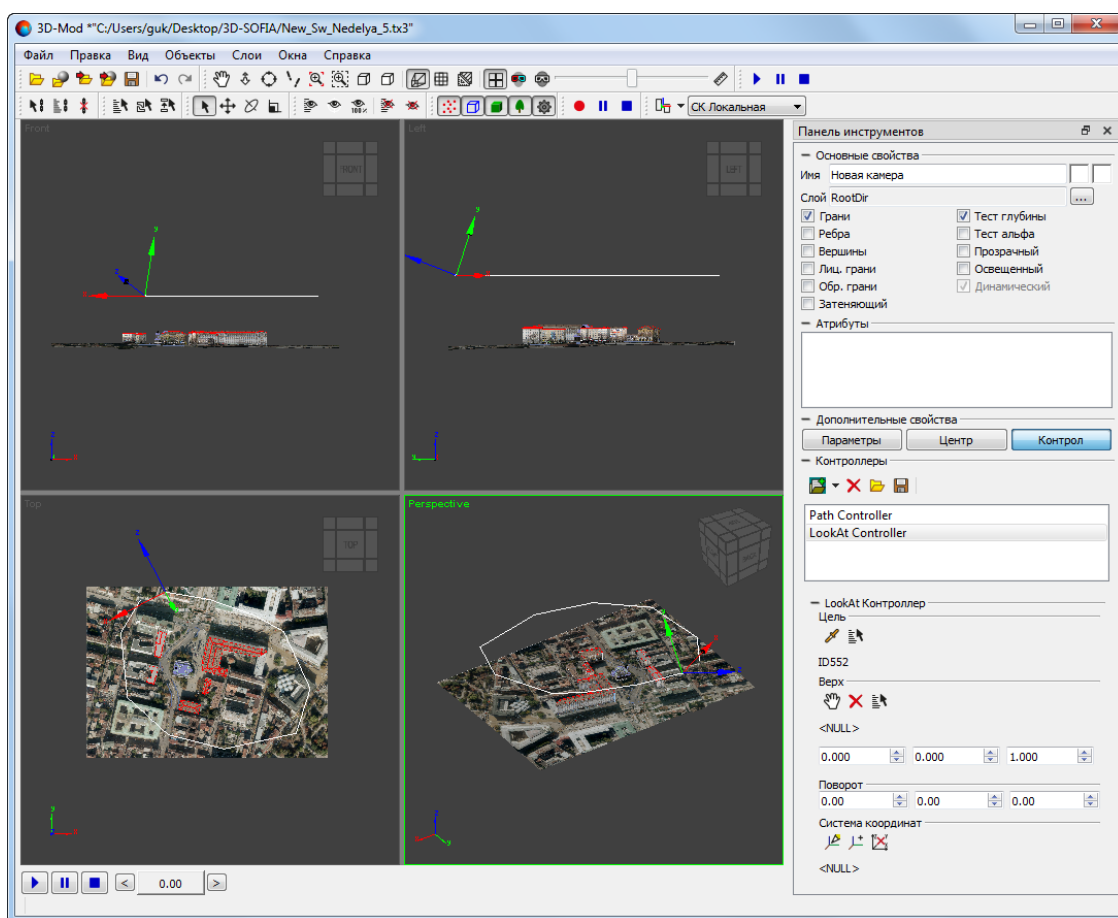 3D-Mod *"C:/Users/guk/Desktop/3D-SOFIA/New_Sw_Nedelya_5.tx3"
Файл Правка Вид Объекты Слои Окна Справка
100%
СК Локальная
Front
FRONT
Left
LEFT
Панель инструментов
Основные свойства
Имя Новая камера
Слой RootDir ...
Грани Тест глубины
Ребра Тест альфа
Вершины Прозрачный
Лиц. грани Освещенный
Обр. грани Динамический
Затеняющий
Атрибуты
Дополнительные свойства
Параметры Центр Контрол
Контроллеры
Path Controller
LookAt Controller
Top
TOP
Perspective
LookAt Контроллер
Цель
ID552
Верх
<NULL>
0.000 0.000 1.000
Поворот
0.00 0.00 0.00
Система координат
<NULL>
< 0.00 >